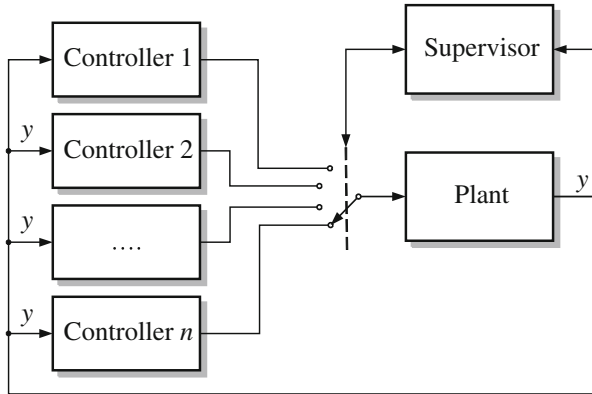 Controller 1
Supervisor
y
Controller 2
y
Plant
y
....
y
Controller n